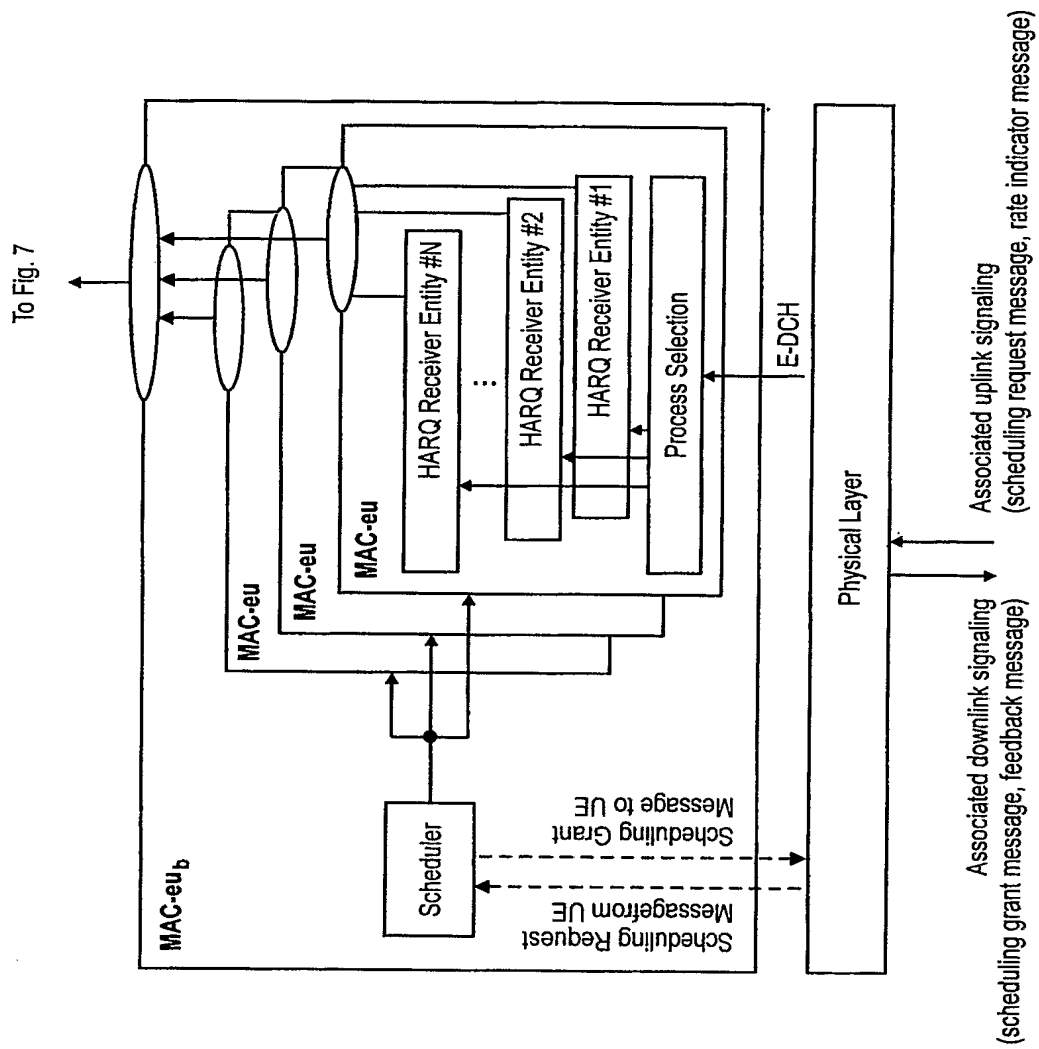 To Fig. 7
MAC-eu_b
MAC-eu
MAC-eu
MAC-eu
HARQ Receiver Entity #N
...
HARQ Receiver Entity #2
HARQ Receiver Entity #1
Process Selection
Scheduler
Scheduling Request
Messagefrom UE
Scheduling Grant
Message to UE
E-DCH
Physical Layer
Associated downlink signaling
(scheduling grant message, feedback message)
Associated uplink signaling
(scheduling request message, rate indicator message)